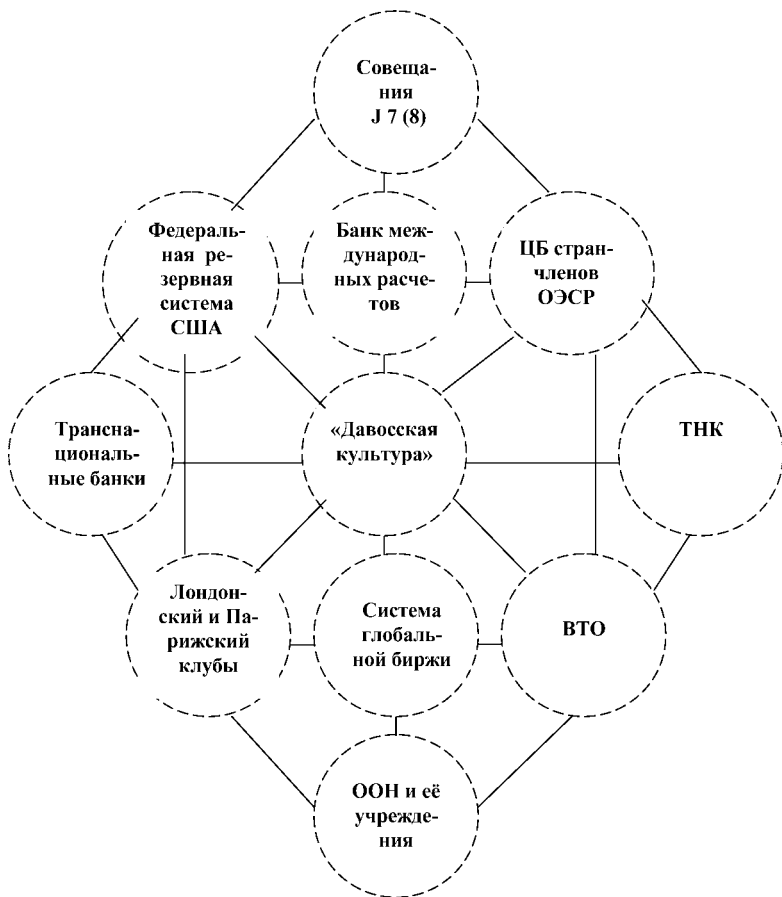 Совеща-
ния
J 7 (8)
Федераль-
ная ре-
зервная
система
США
Банк меж-
дународ-
ных расче-
тов
ЦБ стран-
членов
ОЭСР
Транснa-
циональ-
ные банки
«Давосская
культура»
ТНК
Лондон-
ский и Па-
рижский
клубы
Система
глобаль-
ной биржи
ВТО
ООН и её
учрежде-
ния